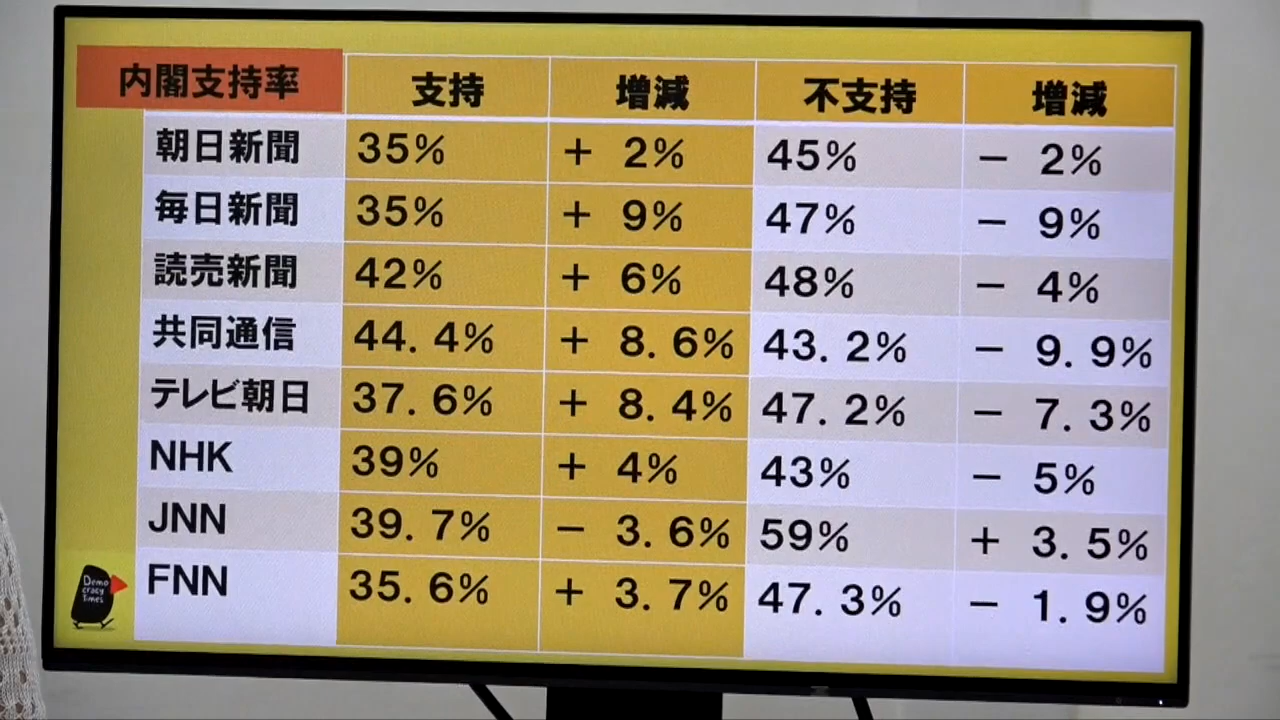 内閣支持率 支持 増減 不支持 増減
朝日新聞 35% + 2% 45% − 2%
毎日新聞 35% + 9% 47% − 9%
読売新聞 42% + 6% 48% − 4%
共同通信 44. 4% + 8. 6% 43. 2% − 9. 9%
テレビ朝日 37. 6% + 8. 4% 47. 2% − 7. 3%
NHK 39% + 4% 43% − 5%
JNN 39. 7% − 3. 6% 59% + 3. 5%
FNN 35. 6% + 3. 7% 47. 3% − 1. 9%
Demo
cracy
Times